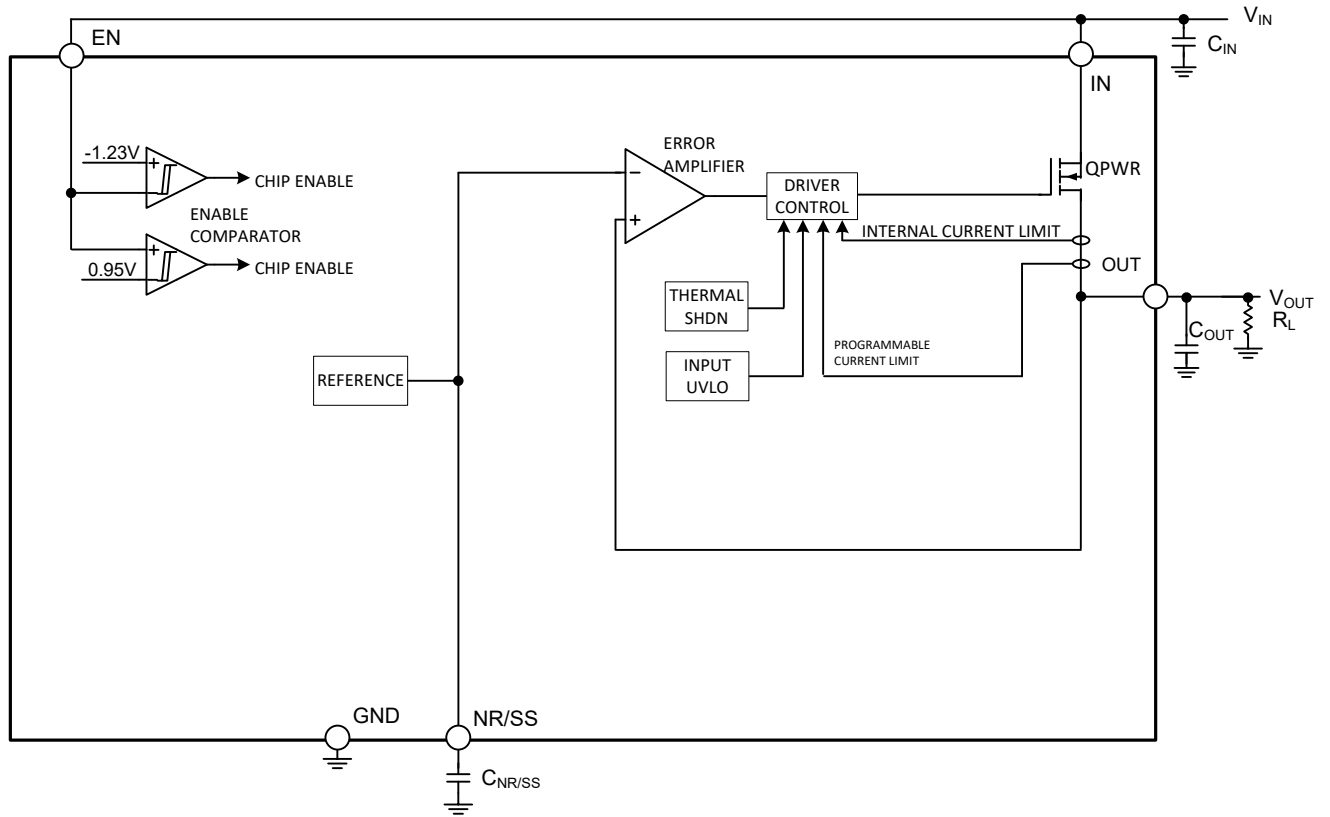 V_IN
EN
C_IN
IN
ERROR
AMPLIFIER
-1.23V
+
CHIP ENABLE
−
DRIVER
CONTROL
QPWR
ENABLE
COMPARATOR
+
+
INTERNAL CURRENT LIMIT
0.95V
CHIP ENABLE
OUT
THERMAL
SHDN
V_OUT
R_L
C_OUT
PROGRAMMABLE
CURRENT LIMIT
INPUT
UVLO
REFERENCE
GND
NR/SS
C_NR/SS